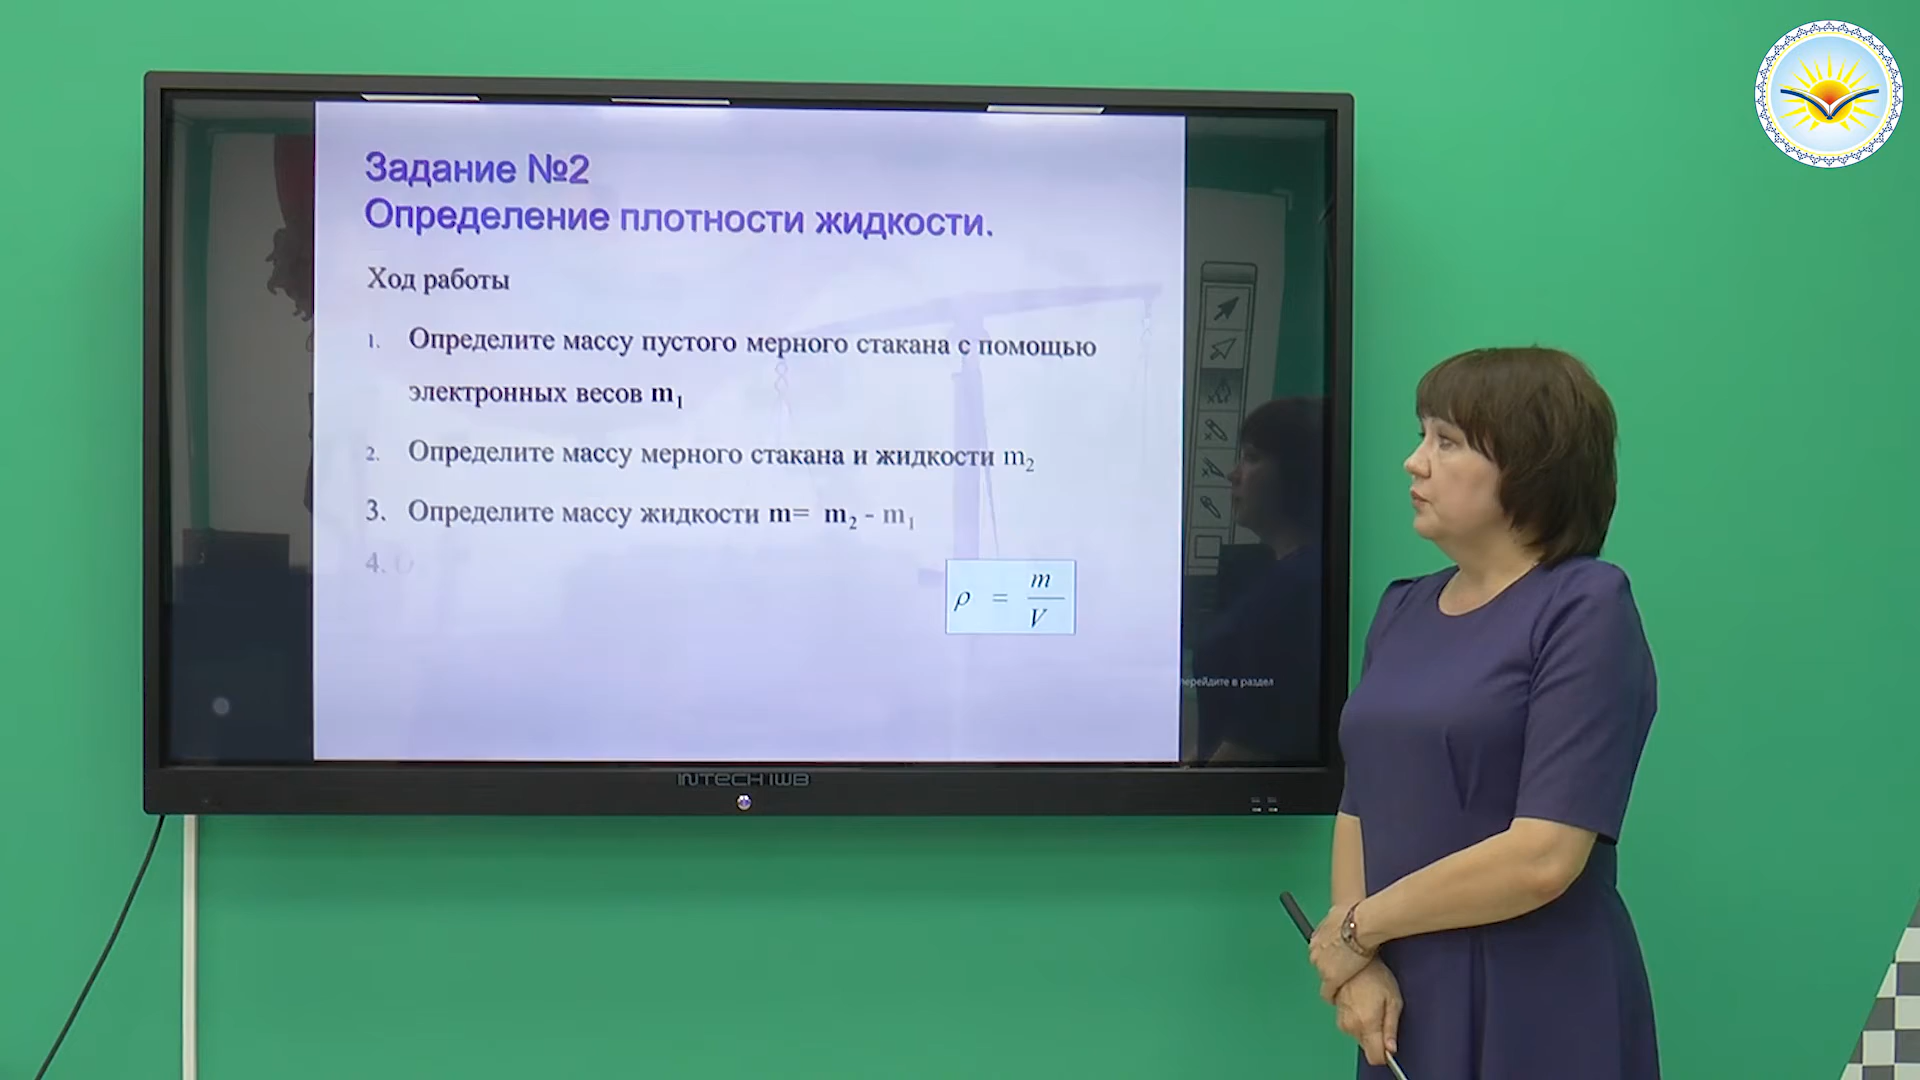 Задание №2
Определение плотности жидкости.
Ход работы
1. Определите массу пустого мерного стакана с помощью
электронных весов m₁
2. Определите массу мерного стакана и жидкости m₂
3. Определите массу жидкости m= m₂ - m₁
4. О
ρ = m/V
перейдите в раздел
INTECH IWB